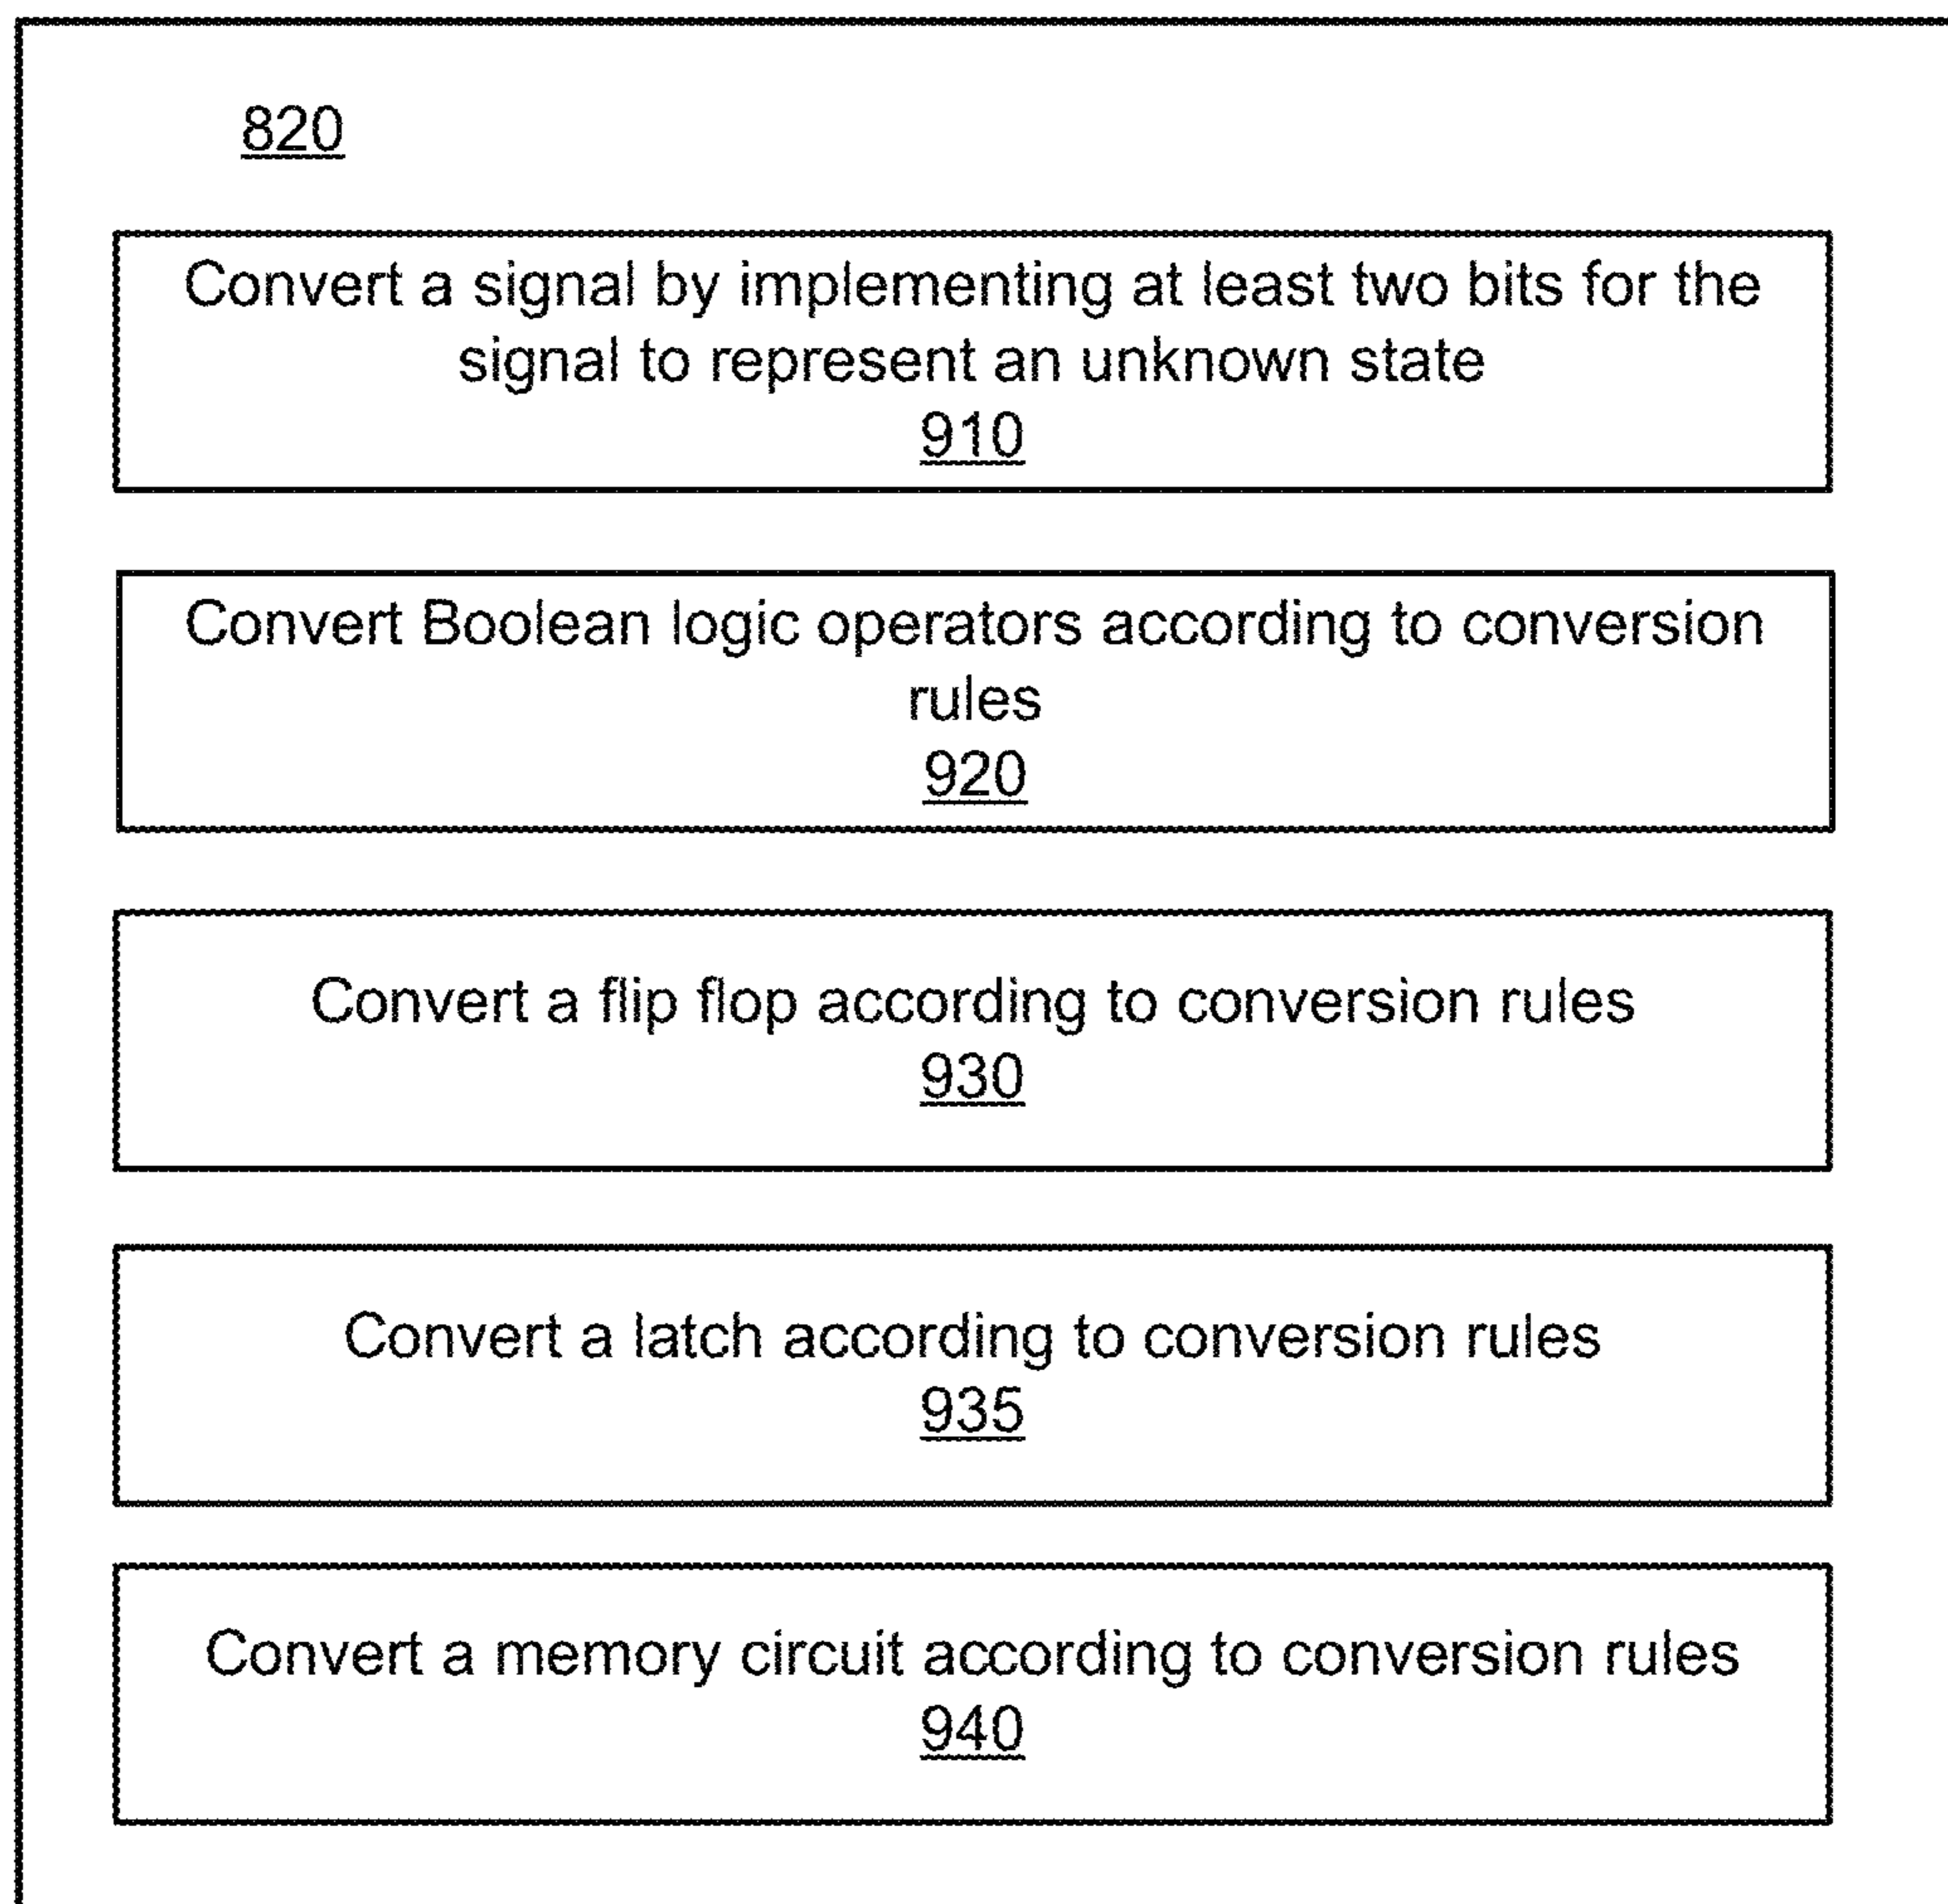 820
Convert a signal by implementing at least two bits for the
signal to represent an unknown state
910
Convert Boolean logic operators according to conversion
rules
920
Convert a flip flop according to conversion rules
930
Convert a latch according to conversion rules
935
Convert a memory circuit according to conversion rules
940